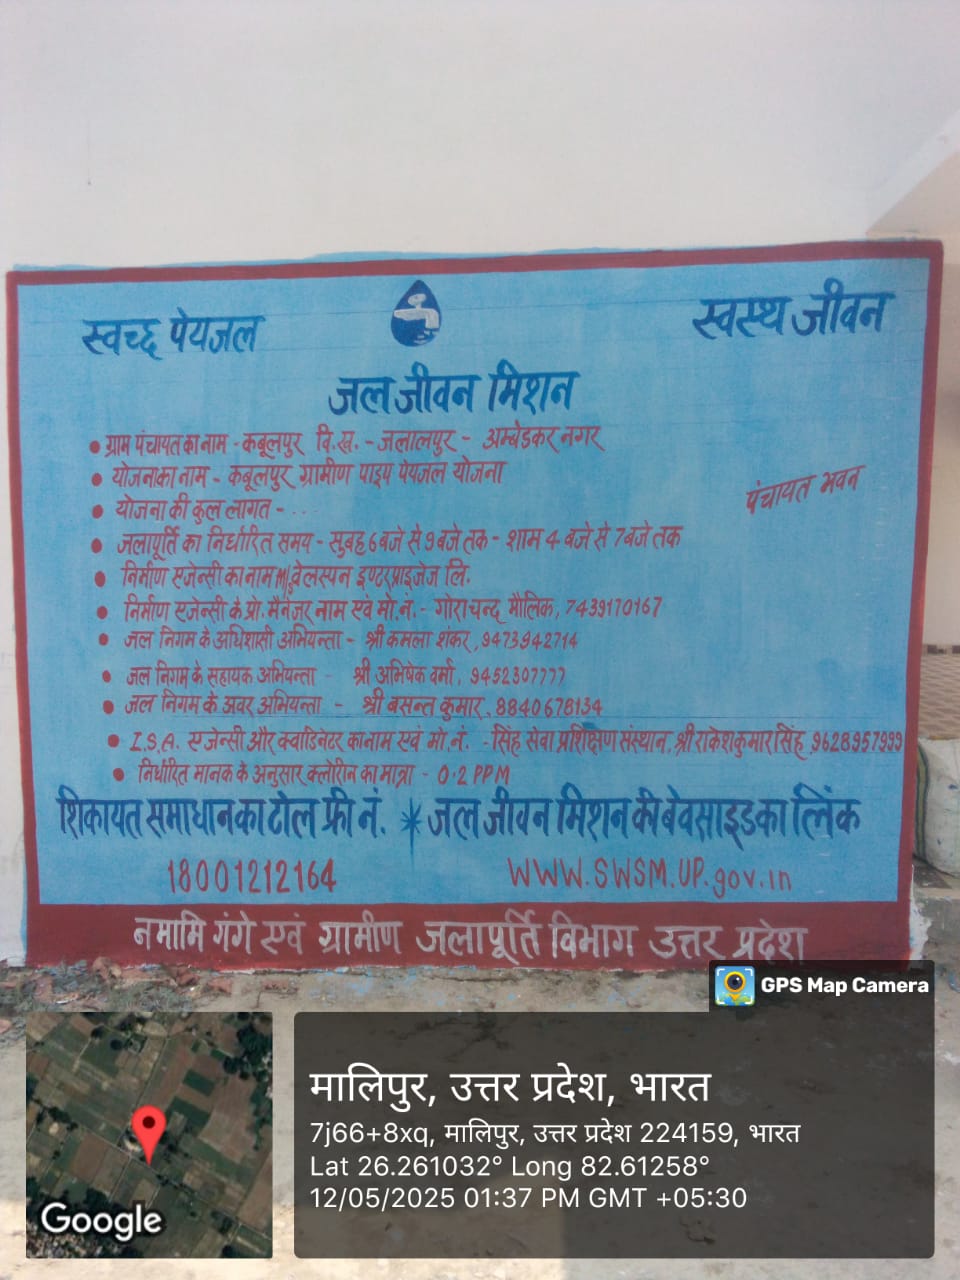 स्वच्छ पेयजल
स्वस्थ जीवन
जल जीवन मिशन
• ग्राम पंचायत का नाम - कबूलपुर वि.ख. - जलालपुर - अम्बेडकर नगर
• योजना का नाम - कबूलपुर ग्रामीण पाइप पेयजल योजना
पंचायत भवन
• योजना की कुल लागत - ...
• जलापूर्ति का निर्धारित समय - सुबह 6 बजे से 9 बजे तक - शाम 4 बजे से 7 बजे तक
• निर्माण एजेन्सी का नाम M/s वेलस्पन इण्टरप्राइजेज लि.
• निर्माण एजेन्सी के प्रो. मैनेजर नाम एवं मो.नं. - गोराचन्द मौलिक, 7439170167
• जल निगम के अधिशासी अभियन्ता - श्री कमला शंकर, 9473942714
• जल निगम के सहायक अभियन्ता - श्री अभिषेक वर्मा, 9452307777
• जल निगम के अवर अभियन्ता - श्री बसन्त कुमार, 8840678134
• I.S.A. एजेन्सी और क्वाडिनेटर का नाम एवं मो.नं. - सिंह सेवा प्रशिक्षण संस्थान, श्री राकेश कुमार सिंह, 9628957999
• निर्धारित मानक के अनुसार क्लोरीन का मात्रा - 0.2 PPM
शिकायत समाधान का टोल फ्री नं. * जल जीवन मिशन की बेवसाइड का लिंक
18001212164
WWW.SWSM.UP.gov.in
नमामि गंगे एवं ग्रामीण जलापूर्ति विभाग उत्तर प्रदेश
GPS Map Camera
मालिपुर, उत्तर प्रदेश, भारत
7j66+8xq, मालिपुर, उत्तर प्रदेश 224159, भारत
Lat 26.261032° Long 82.61258°
12/05/2025 01:37 PM GMT +05:30
Google